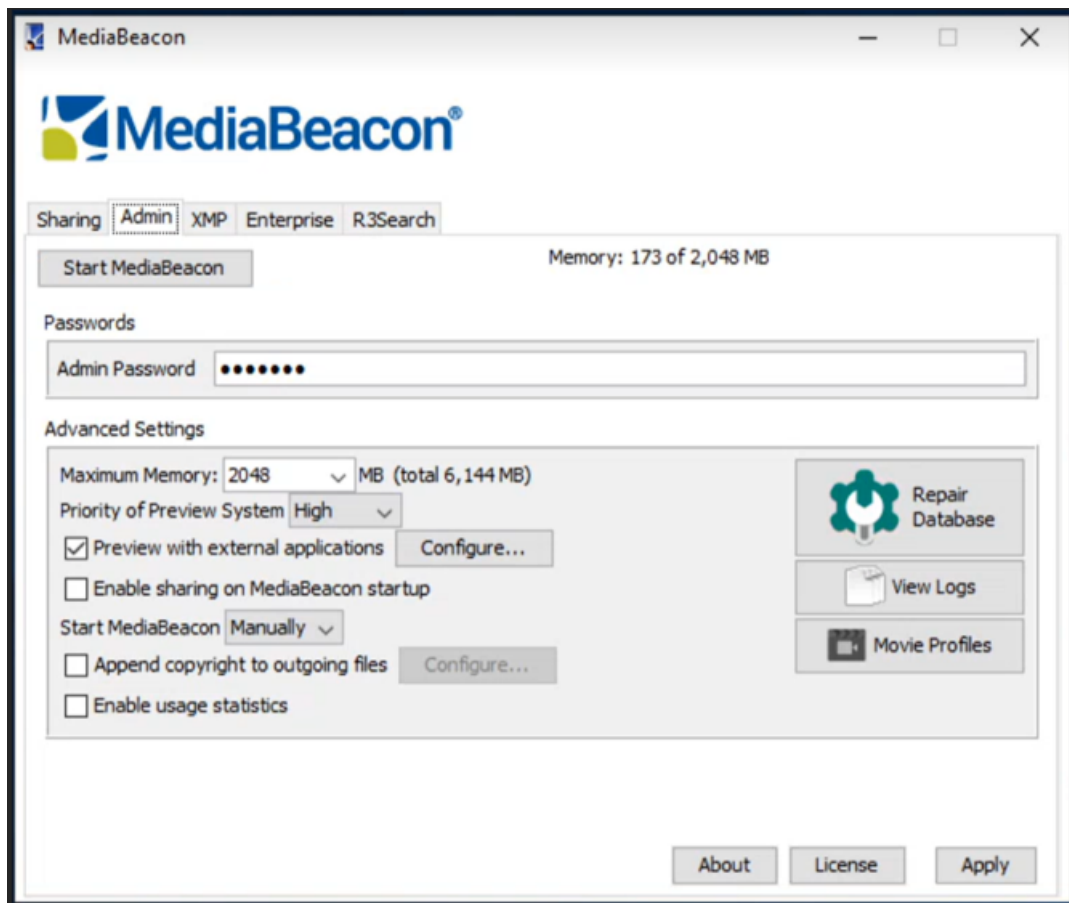 MediaBeacon
MediaBeacon®
Sharing Admin XMP Enterprise R3Search
Start MediaBeacon Memory: 173 of 2,048 MB
Passwords
Admin Password •••••••
Advanced Settings
Maximum Memory: 2048 MB (total 6,144 MB)
Priority of Preview System High
Preview with external applications Configure...
Enable sharing on MediaBeacon startup
Start MediaBeacon Manually
Append copyright to outgoing files Configure...
Enable usage statistics
Repair
Database
View Logs
Movie Profiles
About License Apply